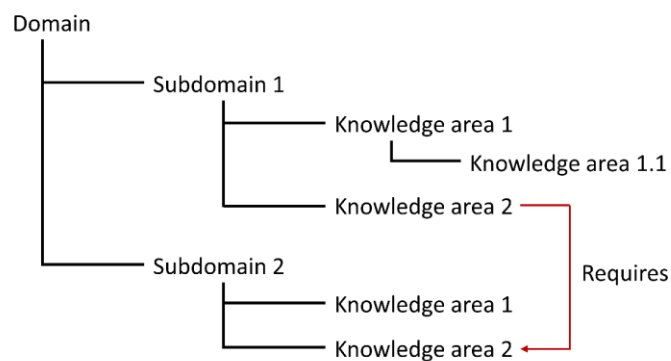 Domain
Subdomain 1
Knowledge area 1
Knowledge area 1.1
Knowledge area 2
Subdomain 2
Requires
Knowledge area 1
Knowledge area 2